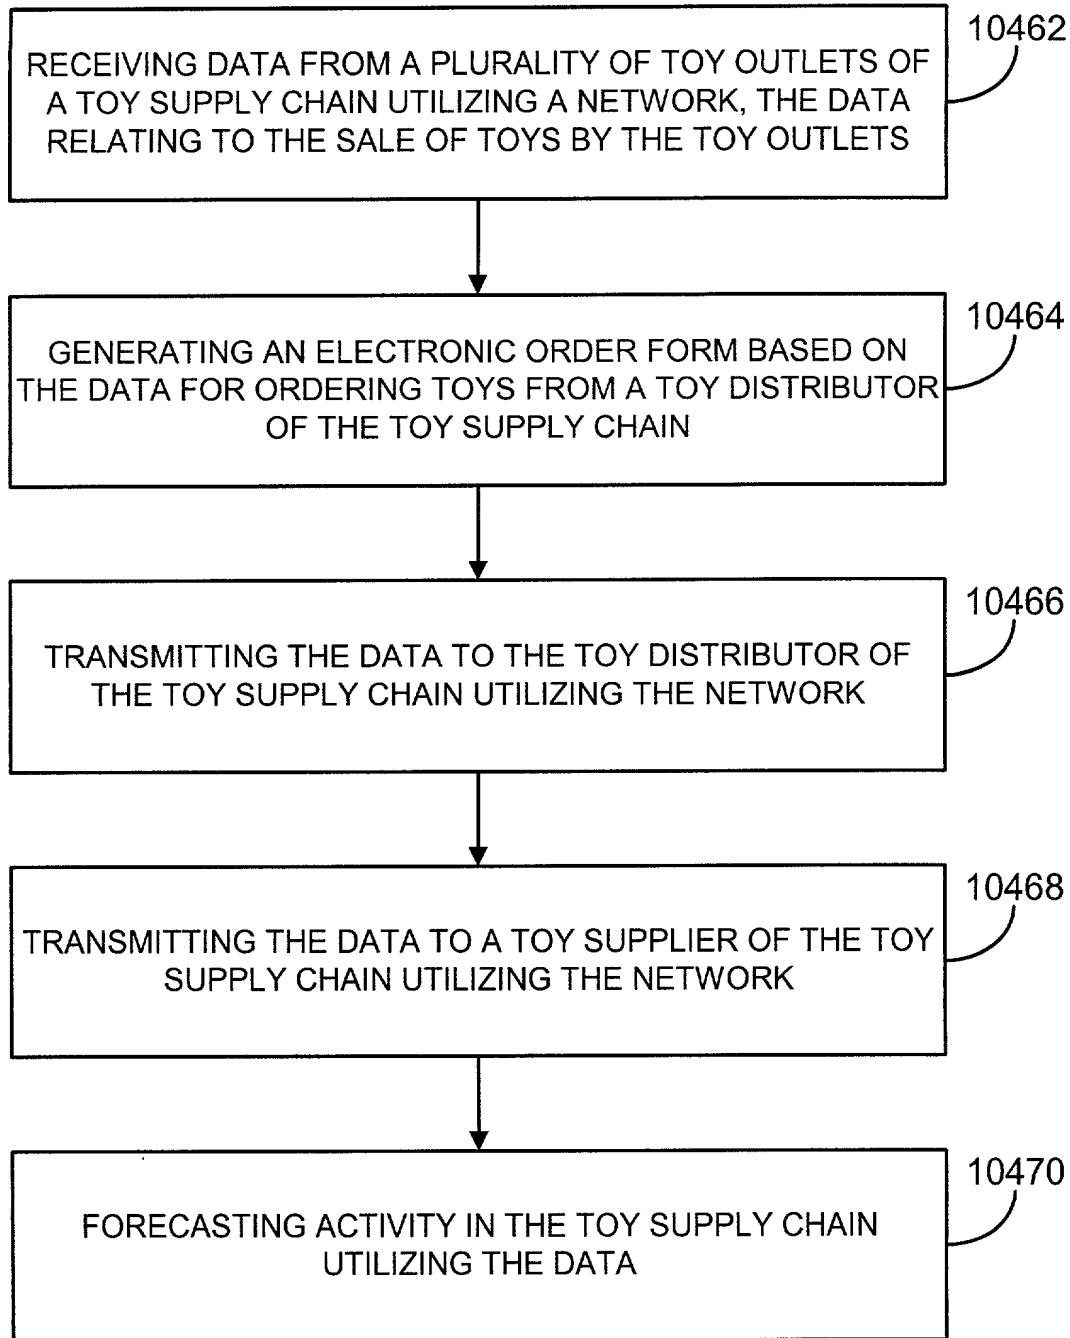 10462
RECEIVING DATA FROM A PLURALITY OF TOY OUTLETS OF
A TOY SUPPLY CHAIN UTILIZING A NETWORK, THE DATA
RELATING TO THE SALE OF TOYS BY THE TOY OUTLETS
10464
GENERATING AN ELECTRONIC ORDER FORM BASED ON
THE DATA FOR ORDERING TOYS FROM A TOY DISTRIBUTOR
OF THE TOY SUPPLY CHAIN
10466
TRANSMITTING THE DATA TO THE TOY DISTRIBUTOR OF
THE TOY SUPPLY CHAIN UTILIZING THE NETWORK
10468
TRANSMITTING THE DATA TO A TOY SUPPLIER OF THE TOY
SUPPLY CHAIN UTILIZING THE NETWORK
10470
FORECASTING ACTIVITY IN THE TOY SUPPLY CHAIN
UTILIZING THE DATA